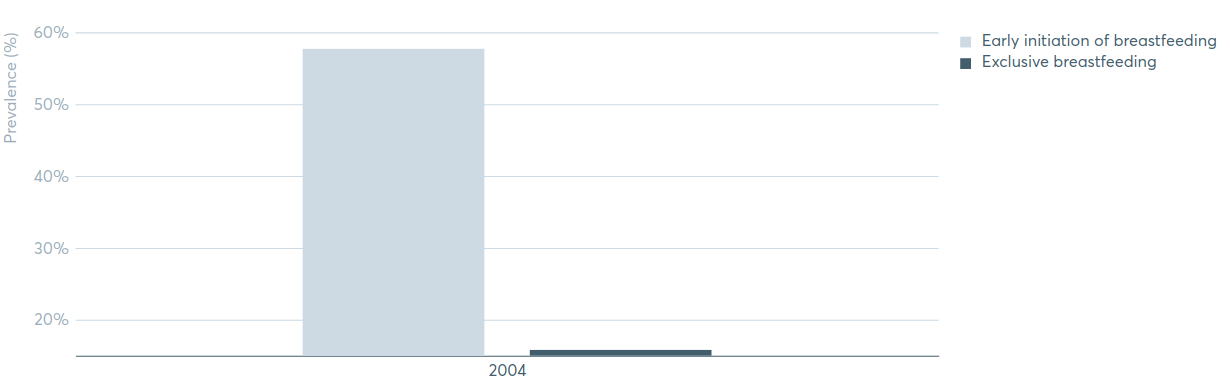 Prevalence (%)
60%
50%
40%
30%
20%
2004
Early initiation of breastfeeding
Exclusive breastfeeding